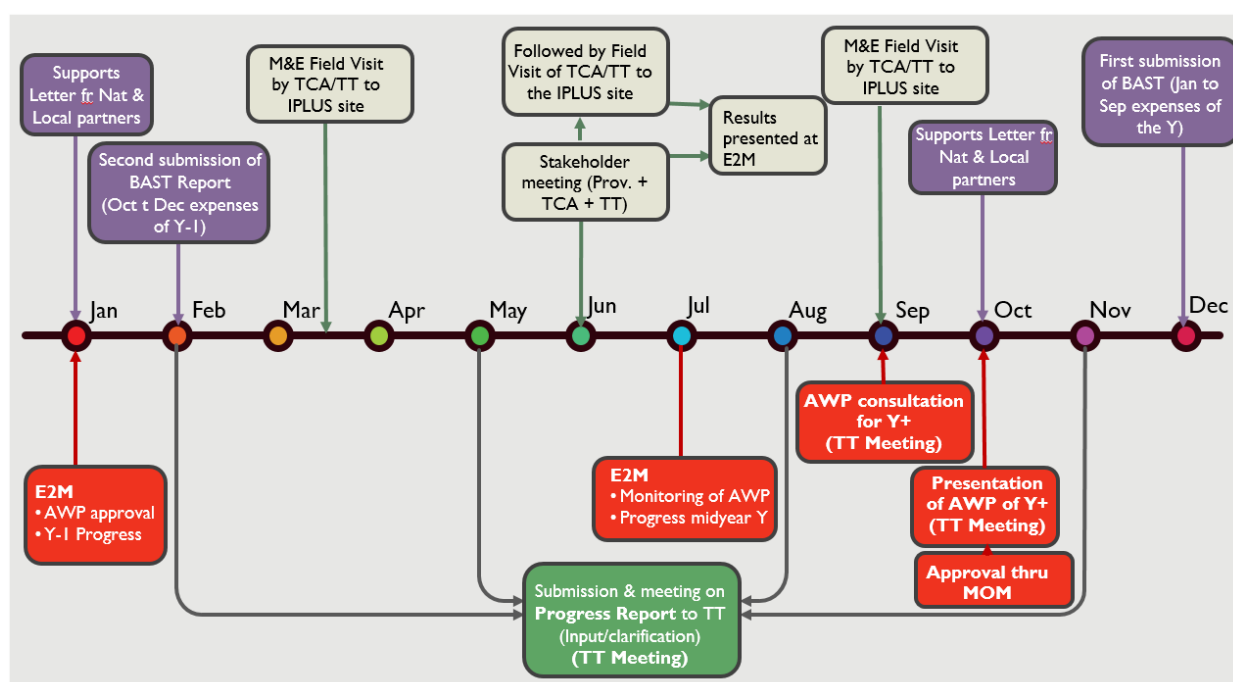 Supports
Letter fr Nat &
Local partners
M&E Field Visit
by TCA/TT to
IPLUS site
Followed by Field
Visit of TCA/TT to
the IPLUS site
M&E Field Visit
by TCA/TT to
IPLUS site
First submission
of BAST (Jan to
Sep expenses of
the Y)
Second submission of
BAST Report
(Oct t Dec expenses
of Y-1)
Stakeholder
meeting (Prov. +
TCA + TT)
Results
presented at
E2M
Supports Letter fr
Nat & Local
partners
Jan
Feb
Mar
Apr
May
Jun
Jul
Aug
Sep
Oct
Nov
Dec
E2M
• AWP approval
• Y-1 Progress
E2M
• Monitoring of AWP
• Progress midyear Y
AWP consultation
for Y+
(TT Meeting)
Presentation
of AWP of Y+
(TT Meeting)
Approval thru
MOM
Submission & meeting on
Progress Report to TT
(Input/clarification)
(TT Meeting)